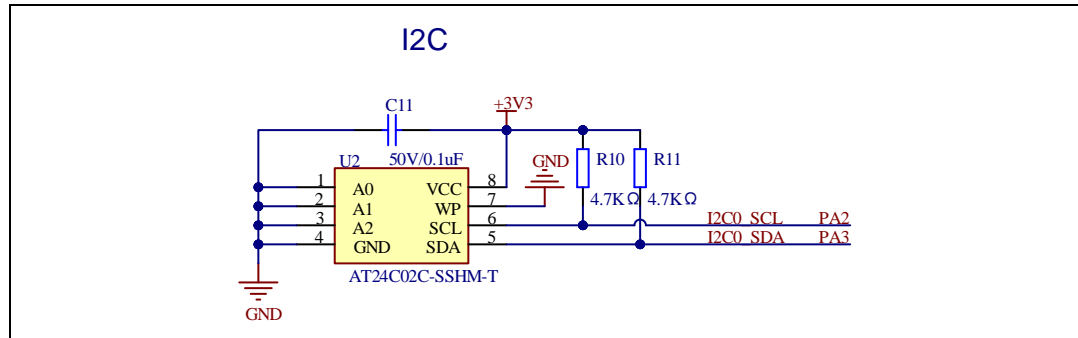 I2C
C11
+3V3
50V/0.1uF
U2
GND
R10
R11
4.7KΩ
4.7KΩ
1 A0 VCC 8
2 A1 WP 7
3 A2 SCL 6
4 GND SDA 5
I2C0_SCL PA2
I2C0_SDA PA3
AT24C02C-SSHM-T
GND